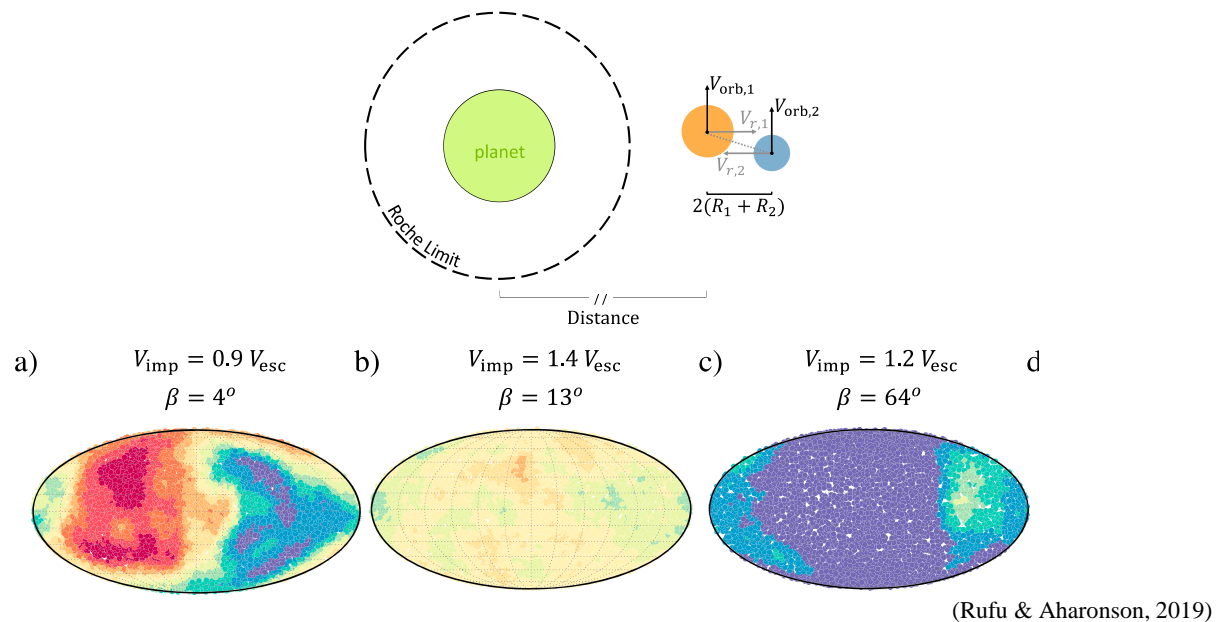 V_orb,1
V_orb,2
V_r,1
V_r,2
planet
2(R_1 + R_2)
Roche Limit
//
Distance
a) V_imp = 0.9 V_esc b) V_imp = 1.4 V_esc c) V_imp = 1.2 V_esc d
β = 4° β = 13° β = 64°
(Rufu & Aharonson, 2019)